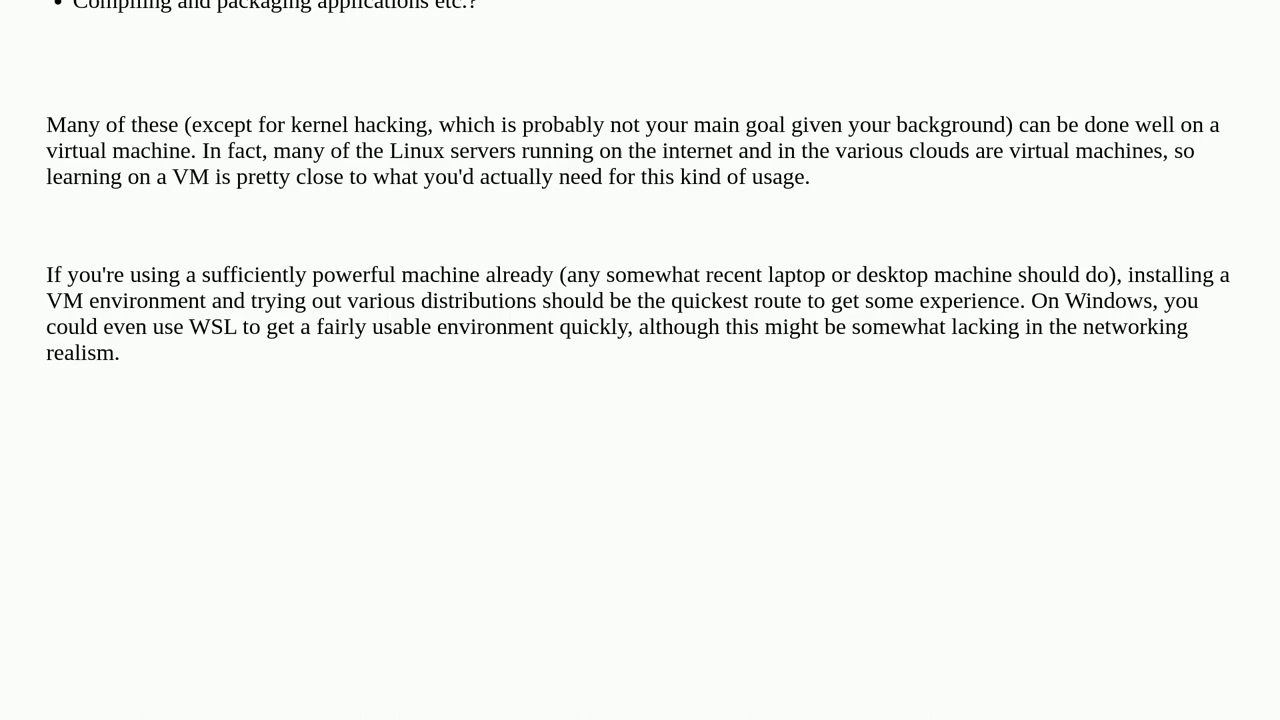 • Compiling and packaging applications etc.?
Many of these (except for kernel hacking, which is probably not your main goal given your background) can be done well on a
virtual machine. In fact, many of the Linux servers running on the internet and in the various clouds are virtual machines, so
learning on a VM is pretty close to what you'd actually need for this kind of usage.
If you're using a sufficiently powerful machine already (any somewhat recent laptop or desktop machine should do), installing a
VM environment and trying out various distributions should be the quickest route to get some experience. On Windows, you
could even use WSL to get a fairly usable environment quickly, although this might be somewhat lacking in the networking
realism.